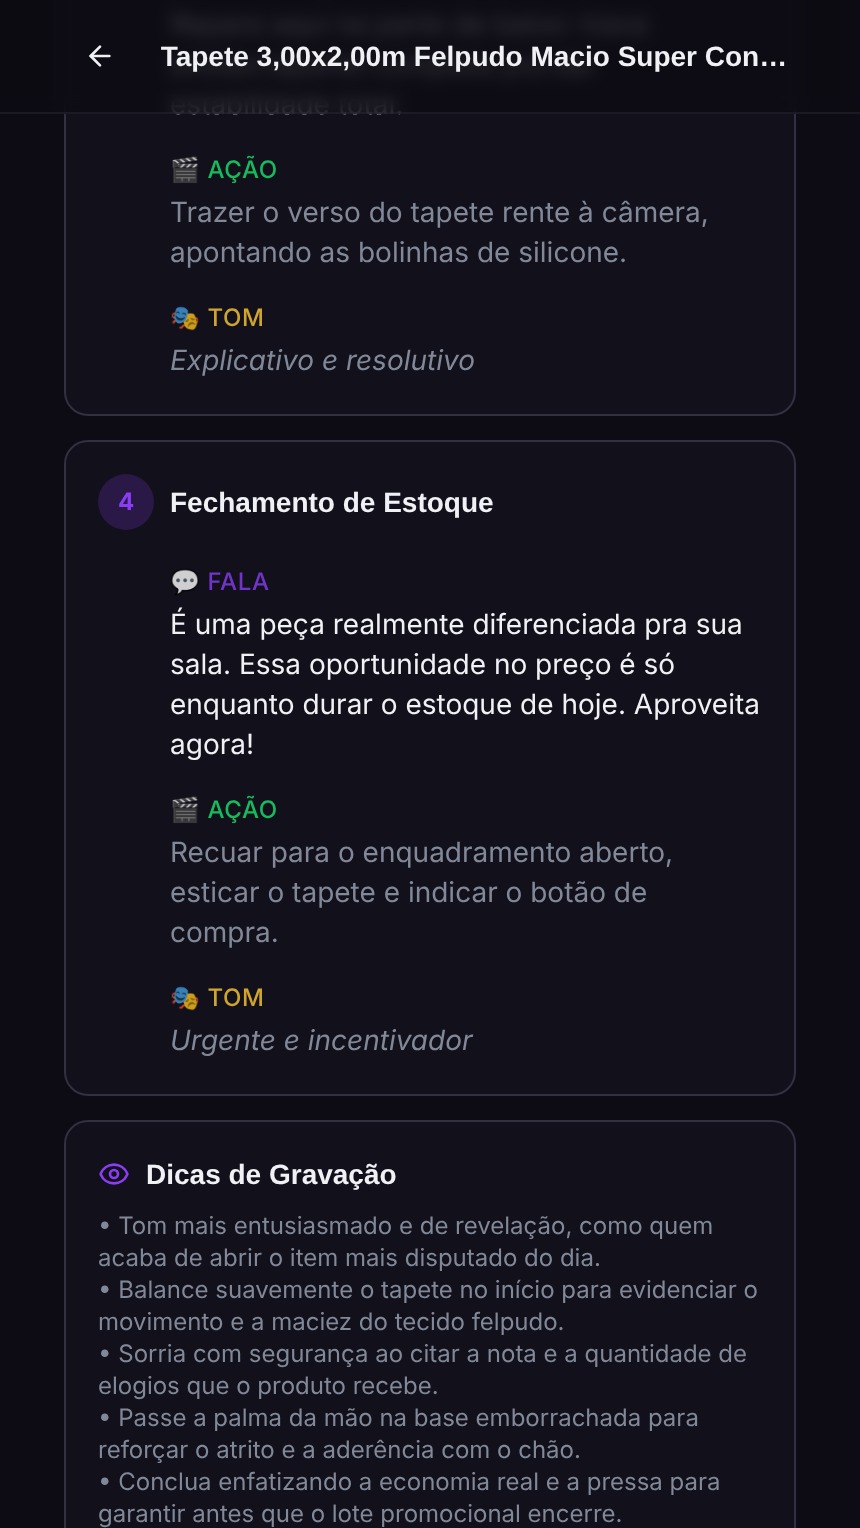 Tapete 3,00x2,00m Felpudo Macio Super Con...
estabilidade total.
🎬 AÇÃO
Trazer o verso do tapete rente à câmera,
apontando as bolinhas de silicone.
🎭 TOM
Explicativo e resolutivo
4 Fechamento de Estoque
💬 FALA
É uma peça realmente diferenciada pra sua
sala. Essa oportunidade no preço é só
enquanto durar o estoque de hoje. Aproveita
agora!
🎬 AÇÃO
Recuar para o enquadramento aberto,
esticar o tapete e indicar o botão de
compra.
🎭 TOM
Urgente e incentivador
Dicas de Gravação
• Tom mais entusiasmado e de revelação, como quem
acaba de abrir o item mais disputado do dia.
• Balance suavemente o tapete no início para evidenciar o
movimento e a maciez do tecido felpudo.
• Sorria com segurança ao citar a nota e a quantidade de
elogios que o produto recebe.
• Passe a palma da mão na base emborrachada para
reforçar o atrito e a aderência com o chão.
• Conclua enfatizando a economia real e a pressa para
garantir antes que o lote promocional encerre.